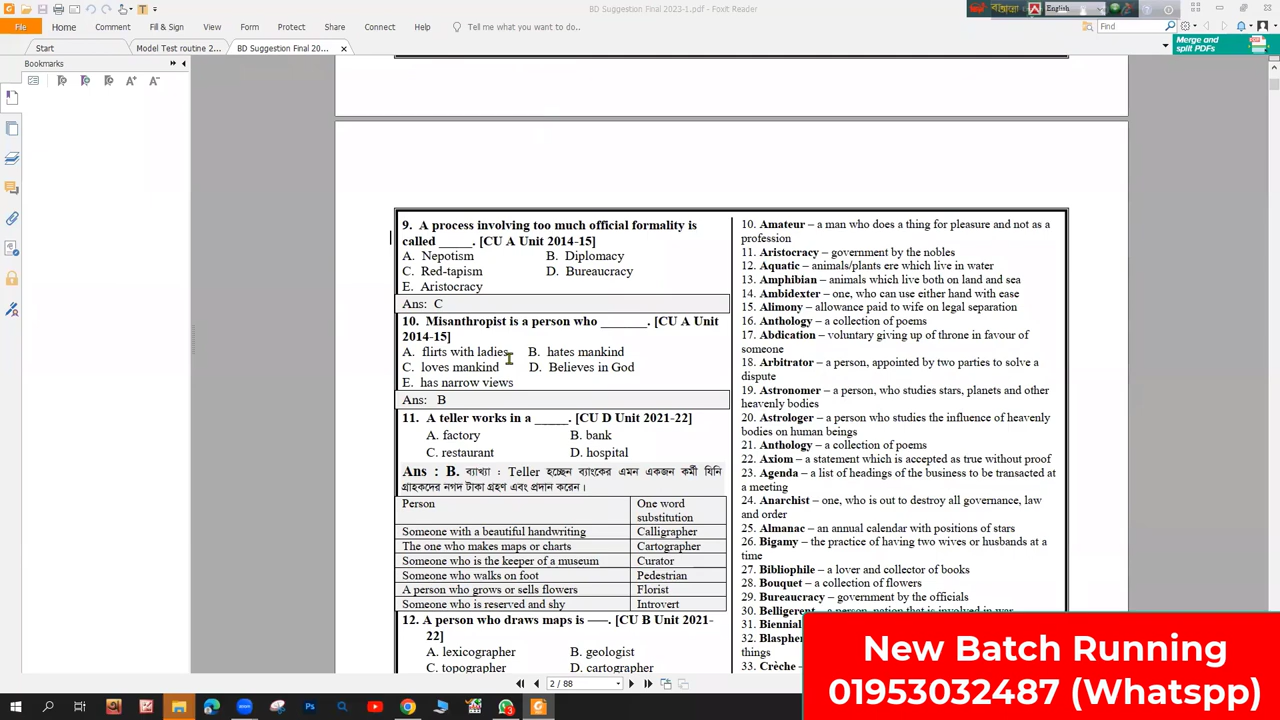 BD Suggestion Final 2023-1.pdf - Foxit Reader
English
File Home Comment Fill & Sign Form Protect Share Connect Help Tell me what you want to do.. Find
Start Model Test routine 2... BD Suggestion Final 20...
Merge and
split PDFs
Bookmarks
9. A process involving too much official formality is
called _____. [CU A Unit 2014-15]
A. Nepotism B. Diplomacy
C. Red-tapism D. Bureaucracy
E. Aristocracy
Ans: C
10. Misanthropist is a person who _______. [CU A Unit
2014-15]
A. flirts with ladies B. hates mankind
C. loves mankind D. Believes in God
E. has narrow views
Ans: B
11. A teller works in a _____. [CU D Unit 2021-22]
A. factory B. bank
C. restaurant D. hospital
Ans : B. ব্যাখ্যা : Teller হচ্ছেন ব্যাংকের এমন একজন কর্মী যিনি
গ্রাহকদের নগদ টাকা গ্রহণ এবং প্রদান করেন।
Person One word
substitution
Someone with a beautiful handwriting Calligrapher
The one who makes maps or charts Cartographer
Someone who is the keeper of a museum Curator
Someone who walks on foot Pedestrian
A person who grows or sells flowers Florist
Someone who is reserved and shy Introvert
12. A person who draws maps is ——. [CU B Unit 2021-
22]
A. lexicographer B. geologist
C. topographer D. cartographer
10. Amateur – a man who does a thing for pleasure and not as a
profession
11. Aristocracy – government by the nobles
12. Aquatic – animals/plants ere which live in water
13. Amphibian – animals which live both on land and sea
14. Ambidexter – one, who can use either hand with ease
15. Alimony – allowance paid to wife on legal separation
16. Anthology – a collection of poems
17. Abdication – voluntary giving up of throne in favour of
someone
18. Arbitrator – a person, appointed by two parties to solve a
dispute
19. Astronomer – a person, who studies stars, planets and other
heavenly bodies
20. Astrologer – a person who studies the influence of heavenly
bodies on human beings
21. Anthology – a collection of poems
22. Axiom – a statement which is accepted as true without proof
23. Agenda – a list of headings of the business to be transacted at
a meeting
24. Anarchist – one, who is out to destroy all governance, law
and order
25. Almanac – an annual calendar with positions of stars
26. Bigamy – the practice of having two wives or husbands at a
time
27. Bibliophile – a lover and collector of books
28. Bouquet – a collection of flowers
29. Bureaucracy – government by the officials
30. Belligerent – a person, nation that is involved in war
31. Biennial
32. Blasphem
things
33. Crèche –
New Batch Running
01953032487 (Whatspp)
2 / 88